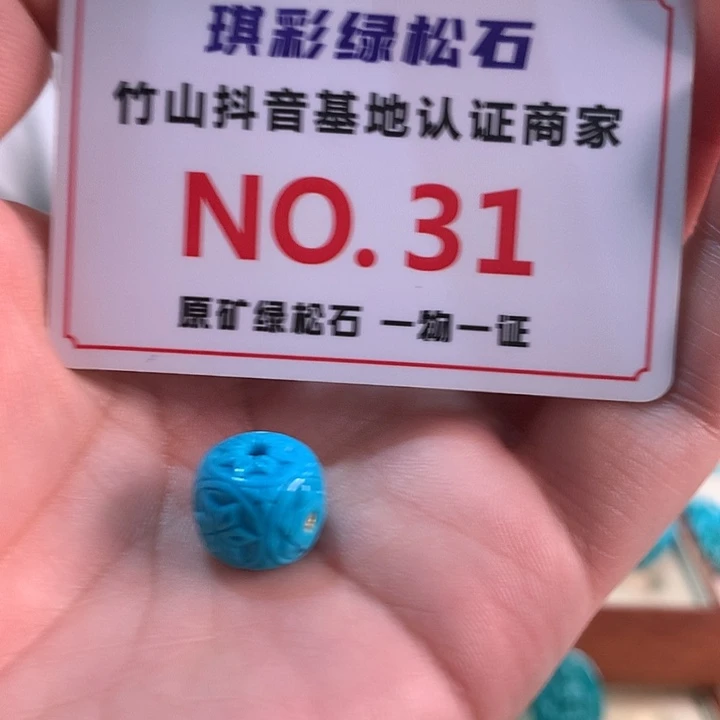 琪彩绿松石
竹山抖音基地认证商家
NO.31
原矿绿松石 一物一证